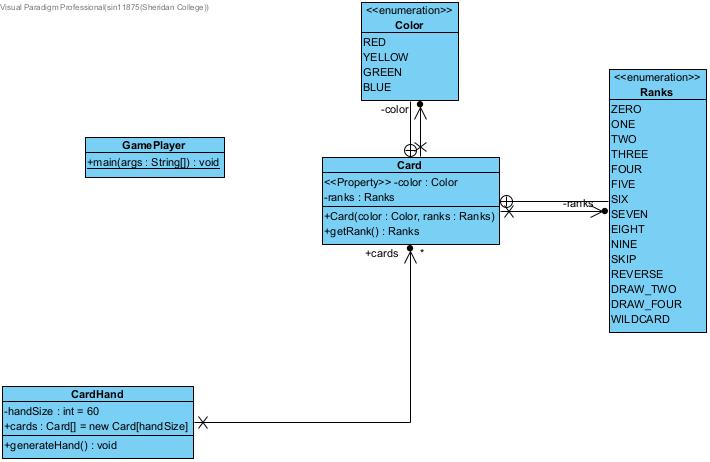 Visual Paradigm Professional(sin11875(Sheridan College))
<<enumeration>>
Color
RED
YELLOW
GREEN
BLUE
-color
<<enumeration>>
Ranks
ZERO
ONE
TWO
THREE
FOUR
FIVE
SIX
SEVEN
EIGHT
NINE
SKIP
REVERSE
DRAW_TWO
DRAW_FOUR
WILDCARD
GamePlayer
+main(args : String[]) : void
Card
<<Property>> -color : Color
-ranks : Ranks
+Card(color : Color, ranks : Ranks)
+getRank() : Ranks
-ranks
+cards *
CardHand
-handSize : int = 60
+cards : Card[] = new Card[handSize]
+generateHand() : void